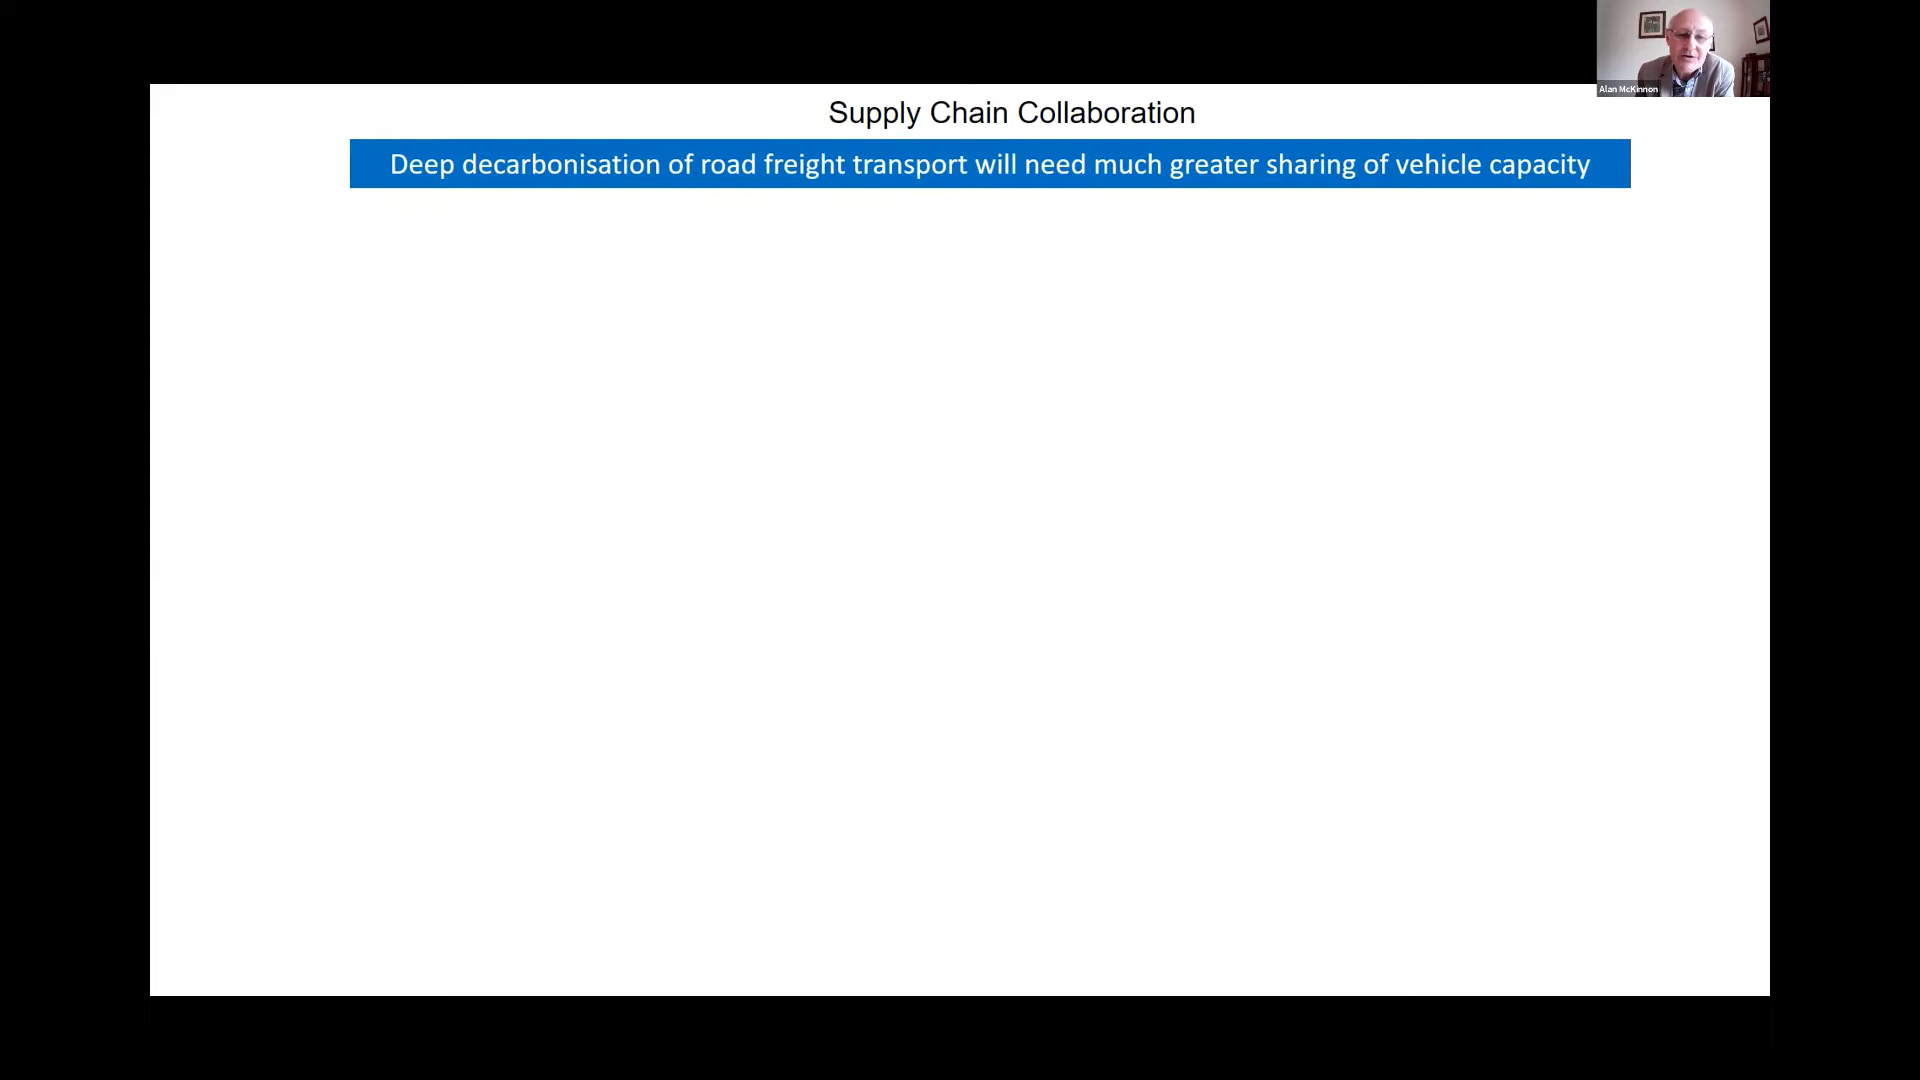 Alan McKinnon
Supply Chain Collaboration
Deep decarbonisation of road freight transport will need much greater sharing of vehicle capacity